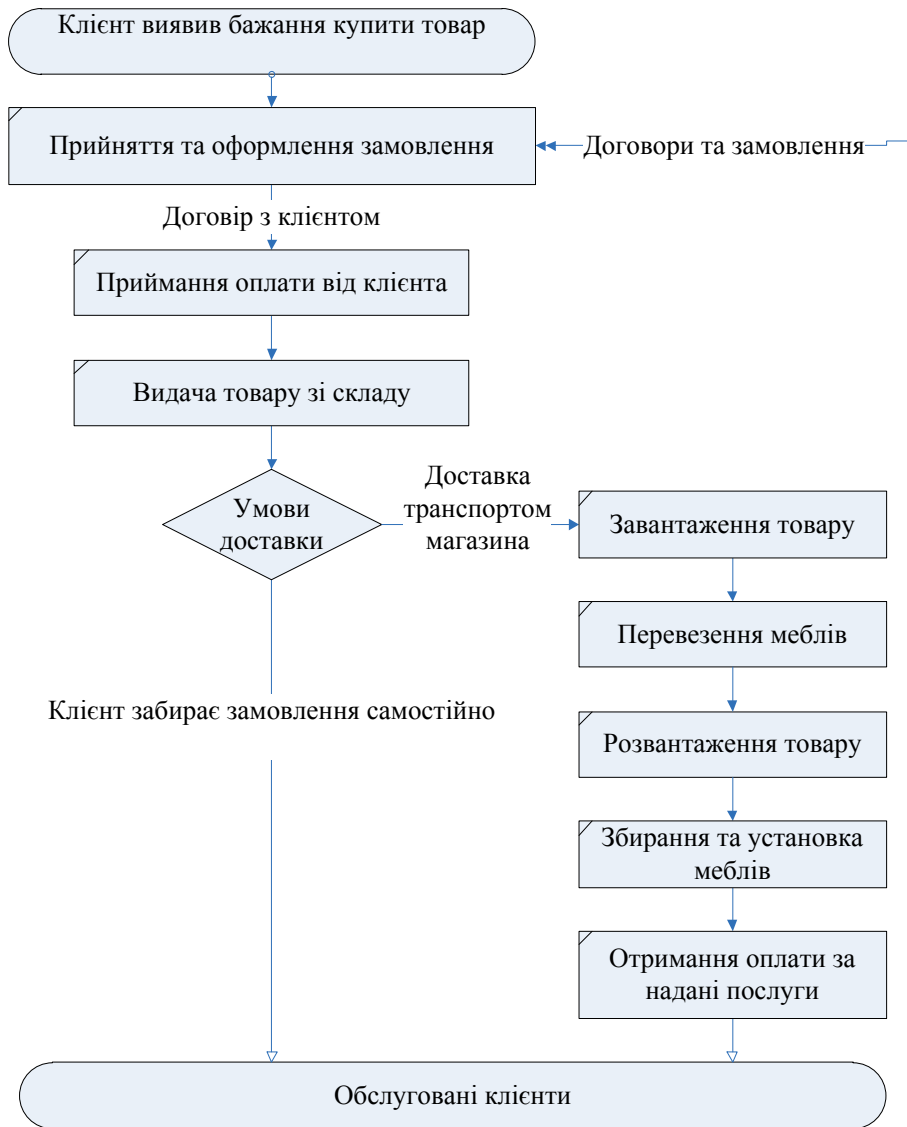 Клієнт виявив бажання купити товар
Прийняття та оформлення замовлення
Договори та замовлення
Договір з клієнтом
Приймання оплати від клієнта
Видача товару зі складу
Умови
доставки
Доставка
транспортом
магазина
Завантаження товару
Перевезення меблів
Клієнт забирає замовлення самостійно
Розвантаження товару
Збирання та установка
меблів
Отримання оплати за
надані послуги
Обслуговані клієнти